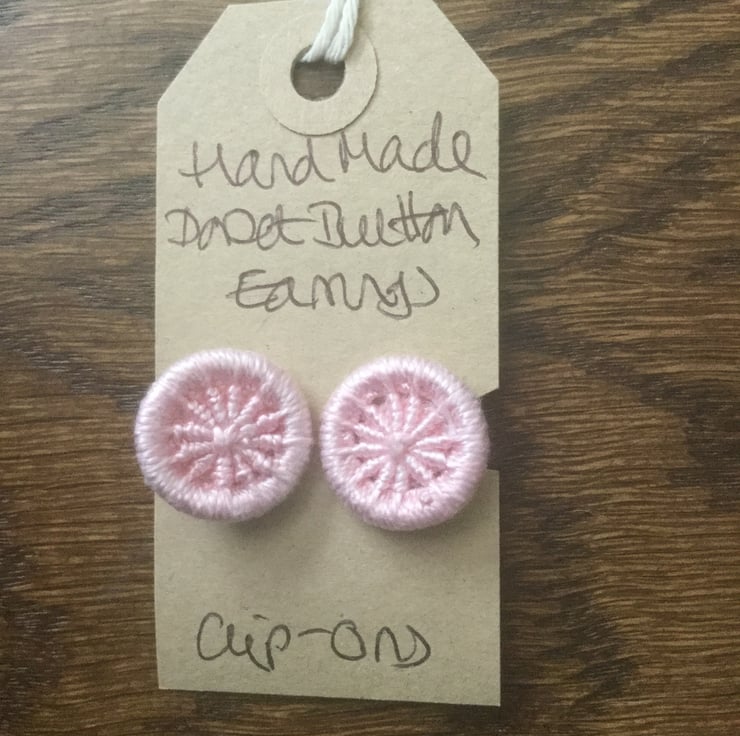 Hand Made
Dorset Button
Earrings
Clip-Ons